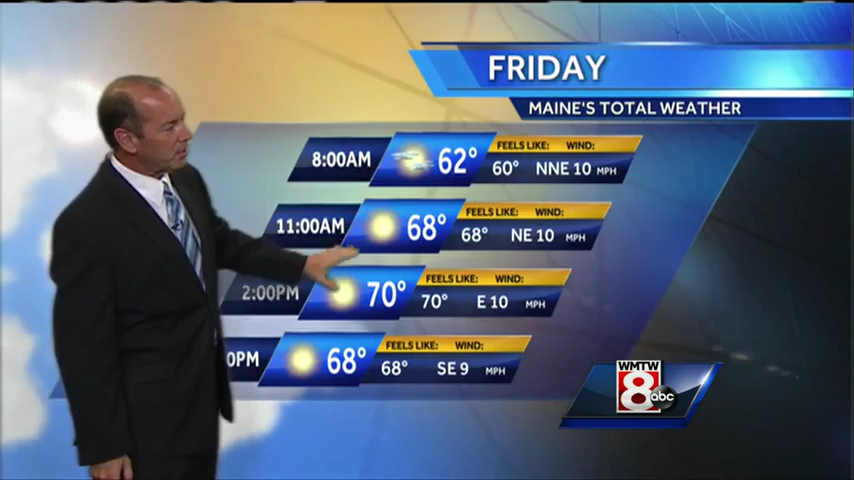 FRIDAY
MAINE'S TOTAL WEATHER
8:00AM 62° FEELS LIKE: WIND:
60° NNE 10 MPH
11:00AM 68° FEELS LIKE: WIND:
68° NE 10 MPH
2:00PM 70° FEELS LIKE: WIND:
70° E 10 MPH
0PM 68° FEELS LIKE: WIND:
68° SE 9 MPH
WMTW
8 abc